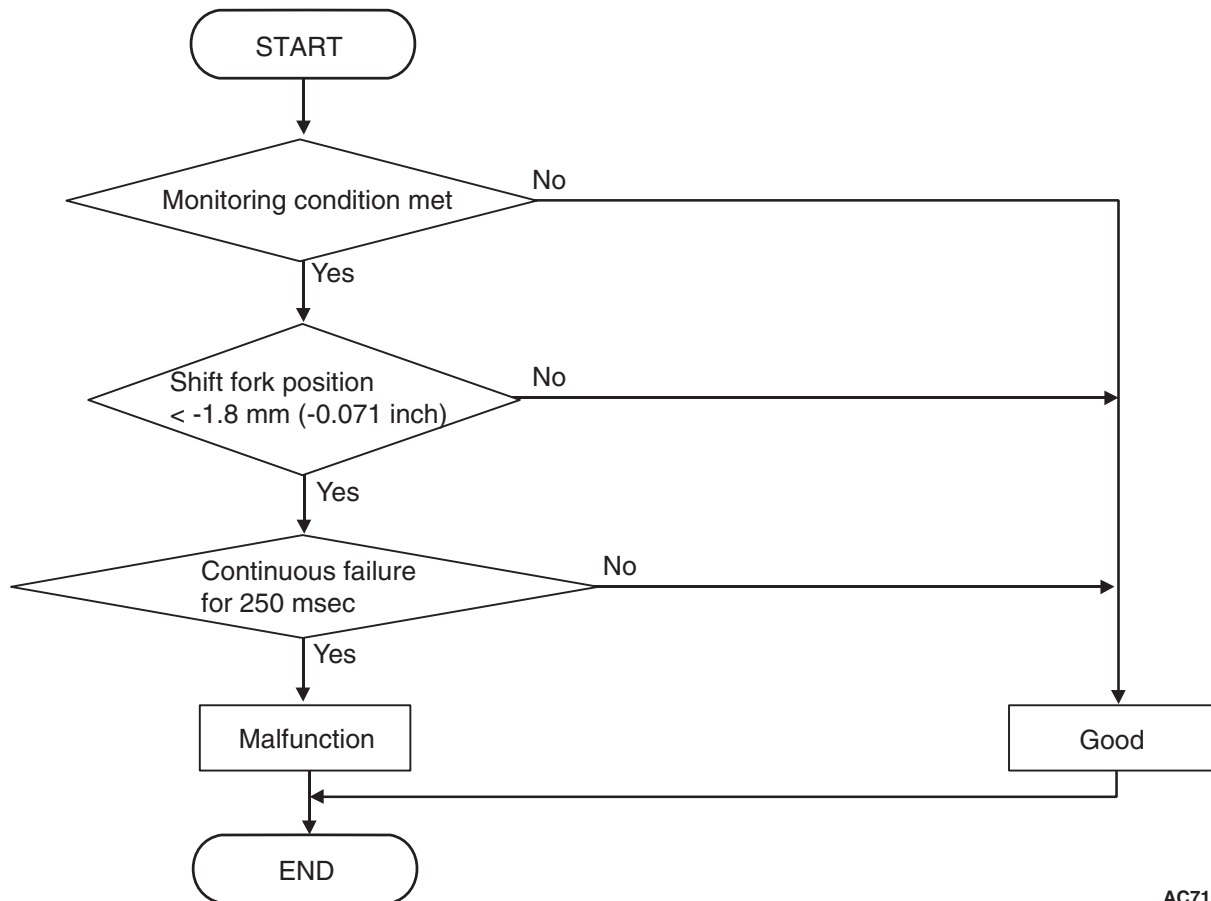 START
Monitoring condition met
No
Yes
Shift fork position
< -1.8 mm (-0.071 inch)
No
Yes
Continuous failure
for 250 msec
No
Yes
Malfunction
Good
END
AC71